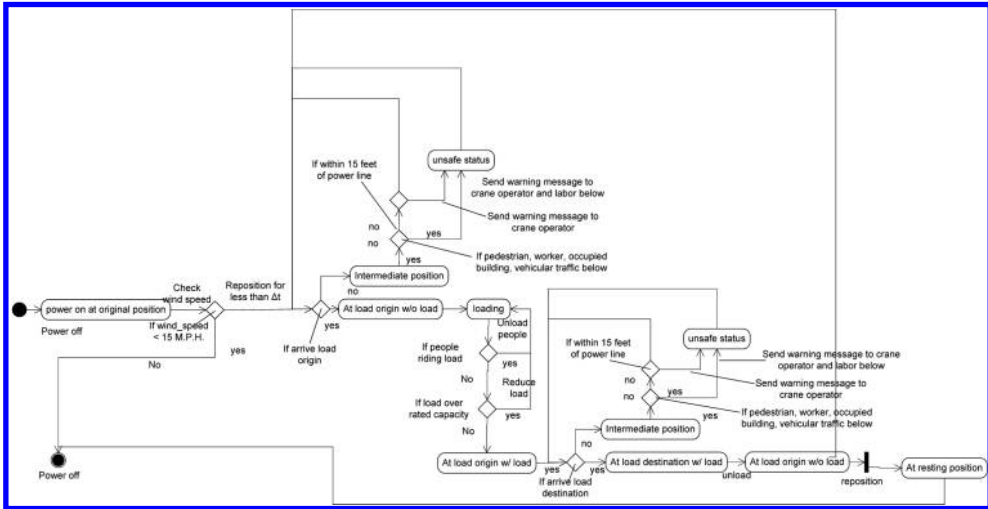 If within 15 feet
of power line
unsafe status
Send warning message to
crane operator and labor below
no
Send warning message to
crane operator
no
yes
If pedestrian, worker, occupied
building, vehicular traffic below
yes
Intermediate position
Check
wind speed
Reposition for
less than Δt
no
power on at original position
At load origin w/o load
loading
Power off
If wind_speed
< 15 M.P.H.
yes
Unload
people
If arrive load
origin
If people
riding load
yes
If within 15 feet
of power line
unsafe status
No
yes
Send warning message to crane
operator and labor below
No
Reduce
load
no
Send warning message to
crane operator
If load over
rated capacity
yes
no
yes
yes
If pedestrian, worker, occupied
building, vehicular traffic below
No
Intermediate position
no
At load origin w/ load
yes
yes
At load destination w/ load
unload
At load origin w/o load
reposition
At resting position
Power off
If arrive load
destination